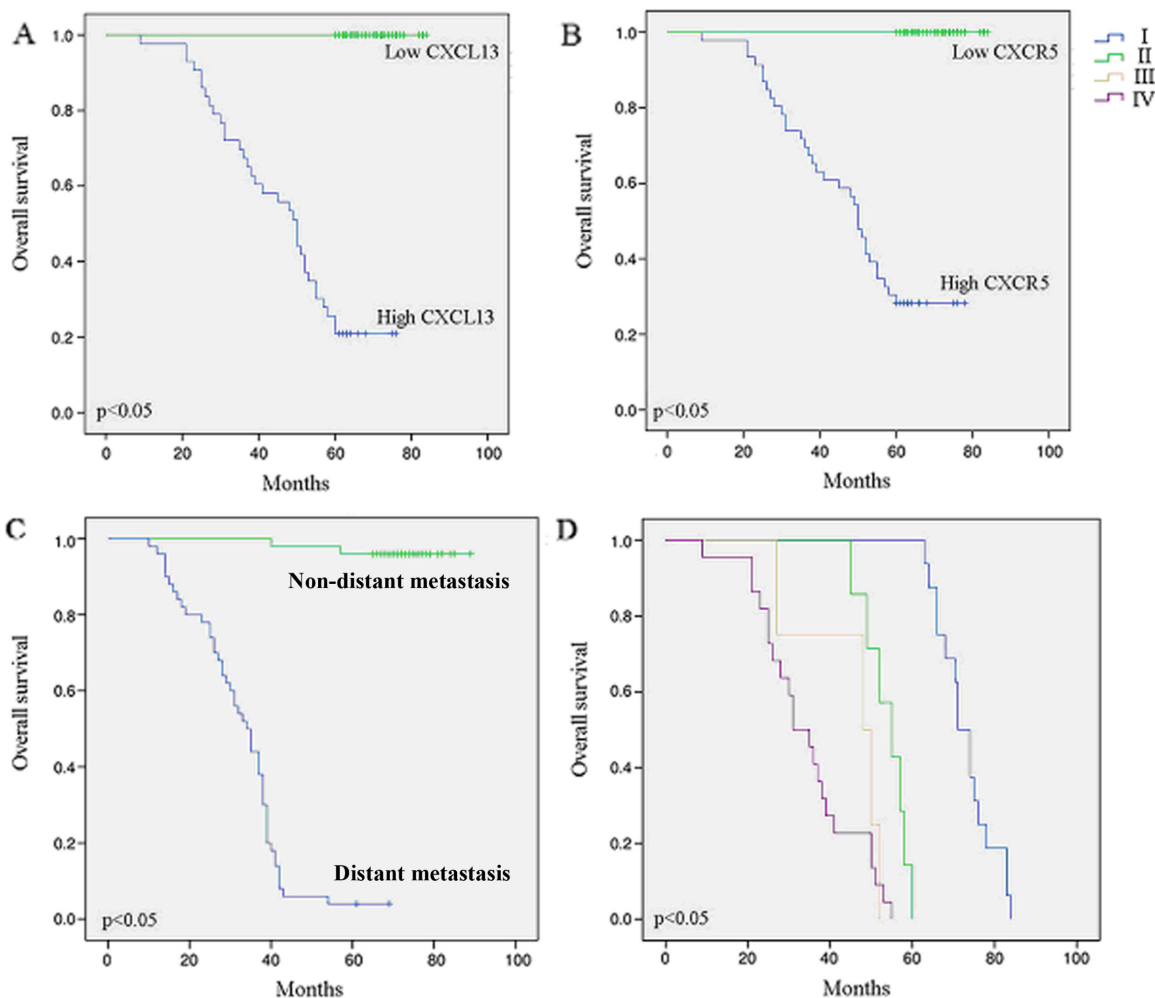 A
1.0
0.8
0.6
0.4
0.2
0.0
Overall survival
Low CXCL13
High CXCL13
p<0.05
0 20 40 60 80 100
Months
B
1.0
0.8
0.6
0.4
0.2
0.0
Overall survival
Low CXCR5
High CXCR5
p<0.05
0 20 40 60 80 100
Months
I
II
III
IV
C
1.0
0.8
0.6
0.4
0.2
0.0
Overall survival
Non-distant metastasis
Distant metastasis
p<0.05
0 20 40 60 80 100
Months
D
1.0
0.8
0.6
0.4
0.2
0.0
Overall survival
p<0.05
0 20 40 60 80 100
Months